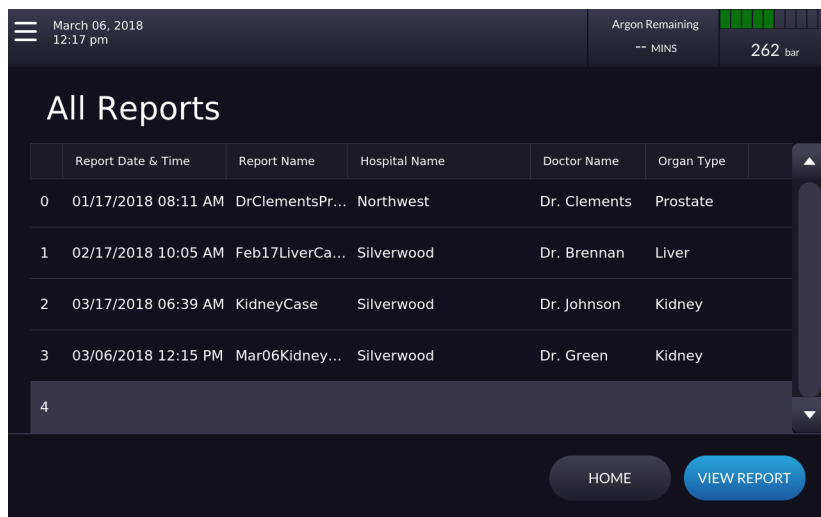 March 06, 2018
12:17 pm
Argon Remaining
-- MINS
262 bar
All Reports
Report Date & Time Report Name Hospital Name Doctor Name Organ Type
0 01/17/2018 08:11 AM DrClementsPr... Northwest Dr. Clements Prostate
1 02/17/2018 10:05 AM Feb17LiverCa... Silverwood Dr. Brennan Liver
2 03/17/2018 06:39 AM KidneyCase Silverwood Dr. Johnson Kidney
3 03/06/2018 12:15 PM Mar06Kidney... Silverwood Dr. Green Kidney
4
HOME VIEW REPORT